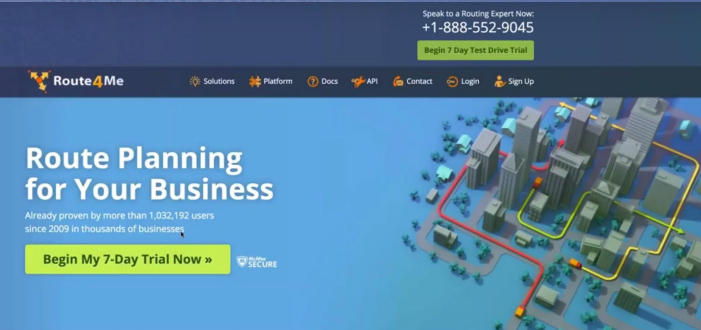 Speak to a Routing Expert Now:
+1-888-552-9045
Begin 7 Day Test Drive Trial
Route4Me
Solutions
Platform
Docs
API
Contact
Login
Sign Up
Route Planning
for Your Business
Already proven by more than 1,032,192 users
since 2009 in thousands of businesses
Begin My 7-Day Trial Now »
McAfee
SECURE